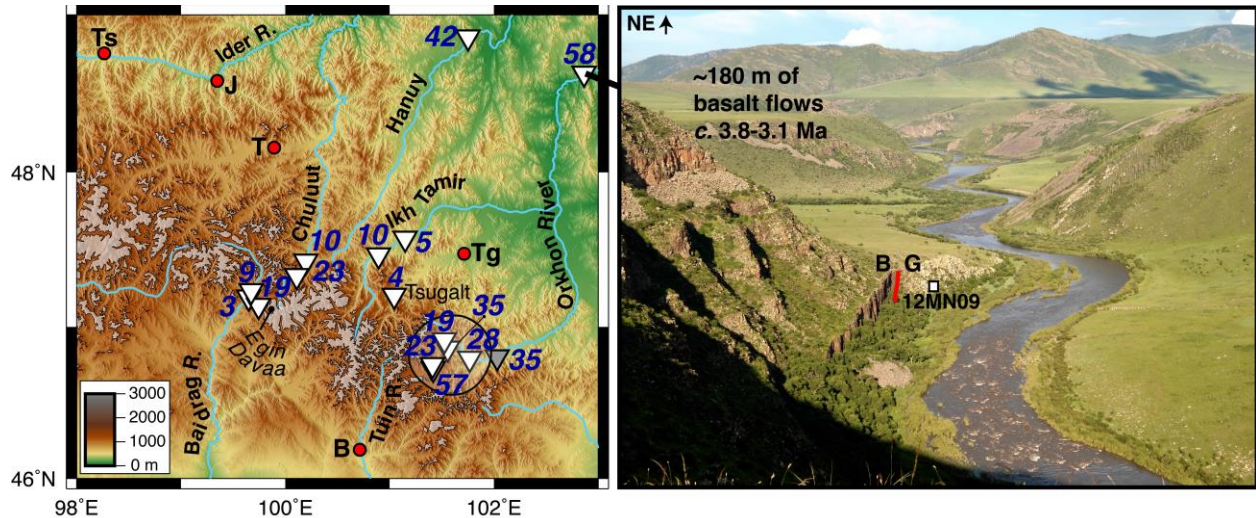 Ts
Ider R.
J
T
42
58
Hanuy
48°N
Chuluut
Ikh Tamir
10
10
5
Tg
Orkhon River
9
23
4
Tsugalt
3
19
Egin
Davaa
35
19
23
28
35
57
Baidrag R.
Tuin R.
B
3000
2000
1000
0 m
46°N
98°E
100°E
102°E
NE
~180 m of
basalt flows
c. 3.8-3.1 Ma
B G
12MN09